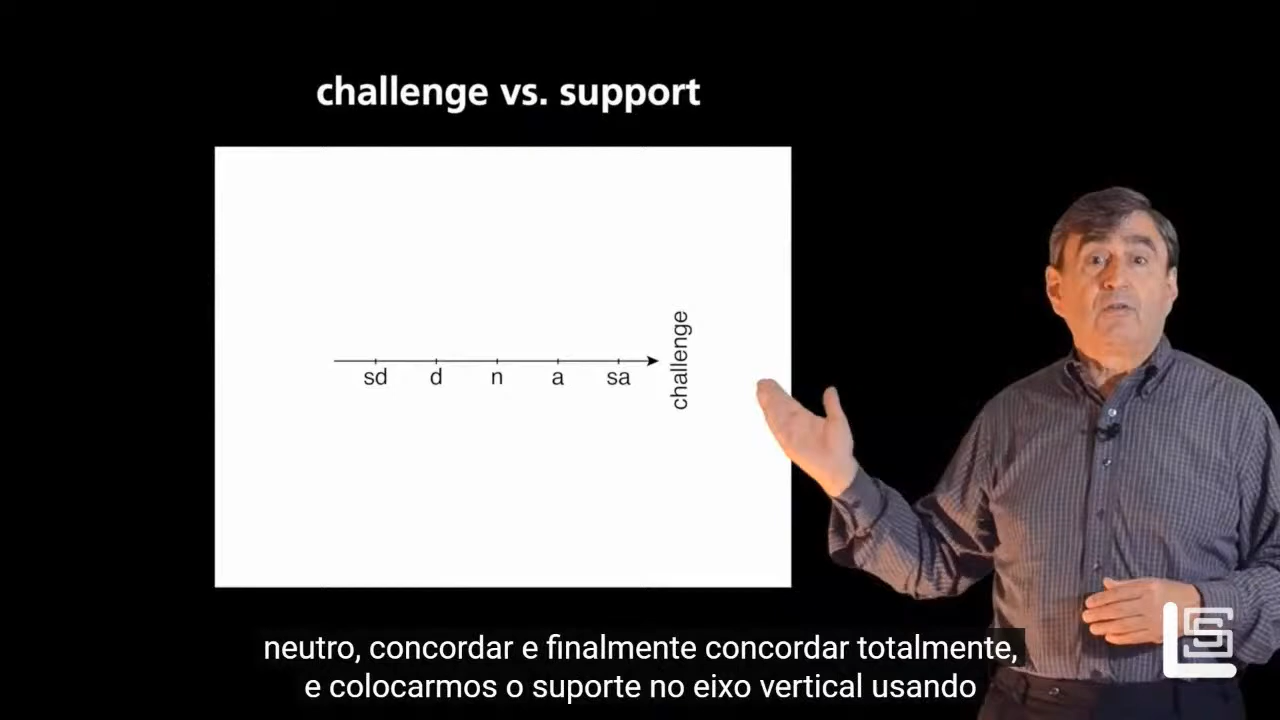 challenge vs. support
challenge
sd d n a sa
neutro, concordar e finalmente concordar totalmente,
e colocarmos o suporte no eixo vertical usando